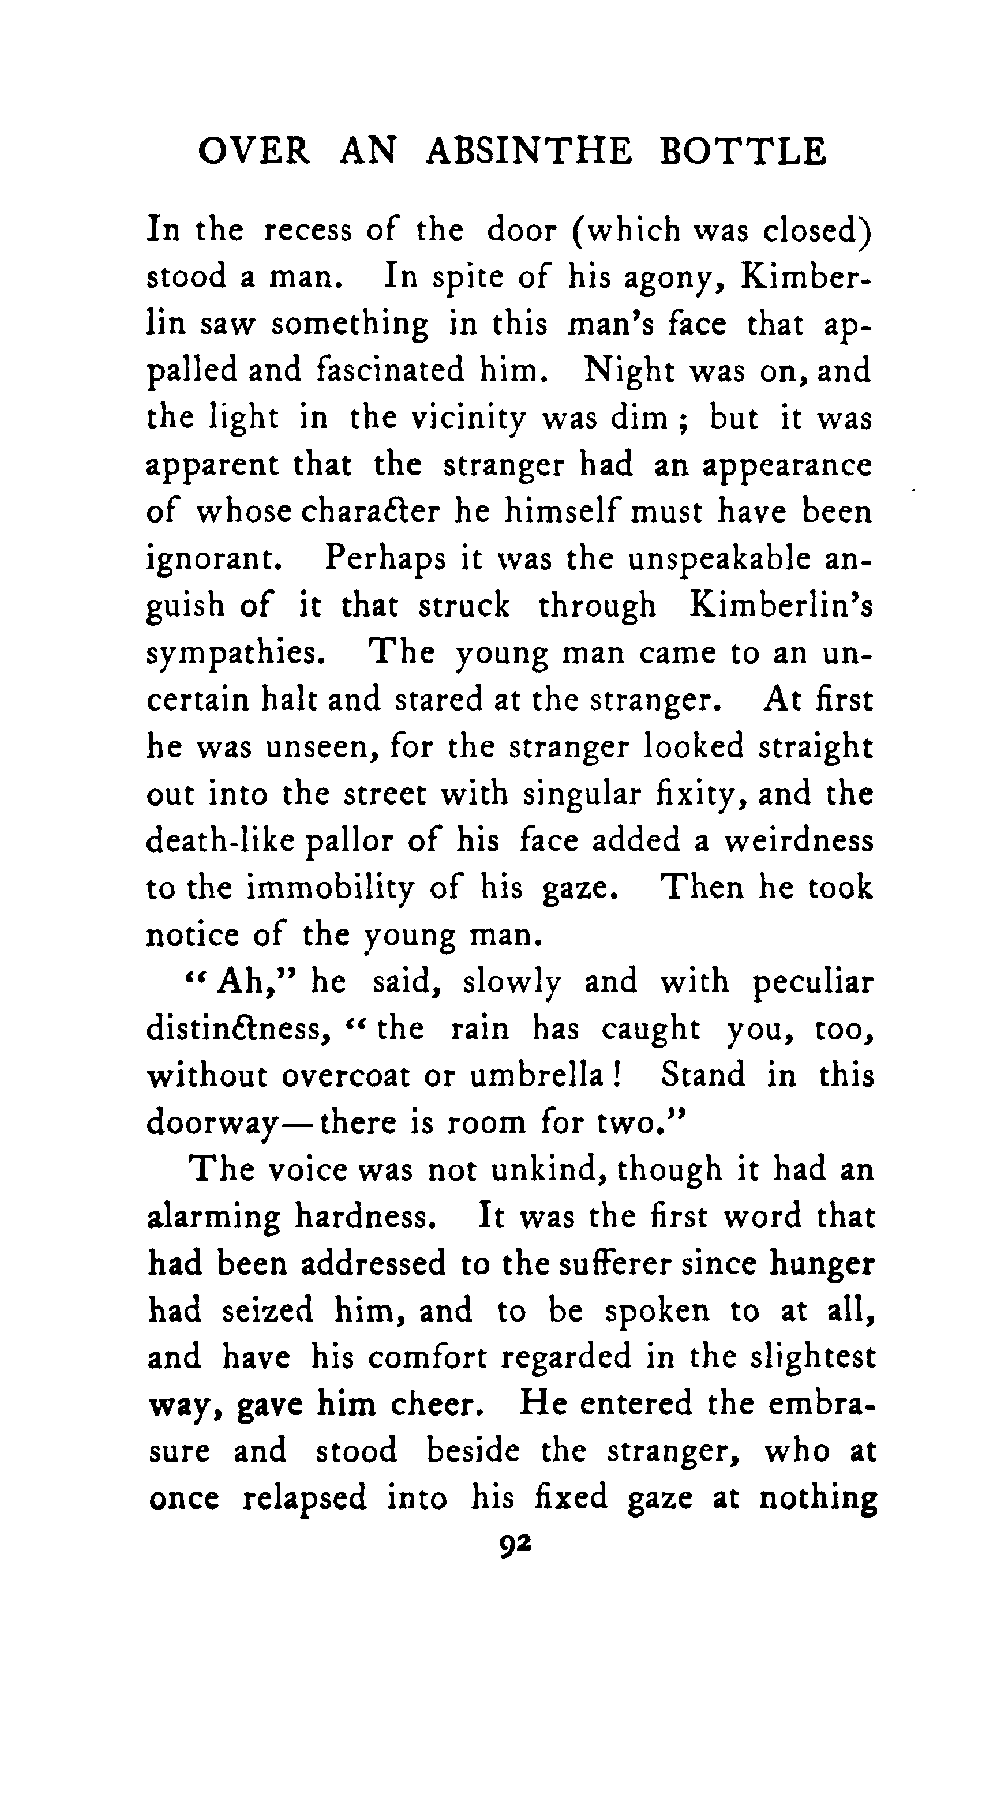 OVER AN ABSINTHE BOTTLE
In the recess of the door (which was closed)
stood a man. In spite of his agony, Kimber-
lin saw something in this man's face that ap-
palled and fascinated him. Night was on, and
the light in the vicinity was dim ; but it was
apparent that the stranger had an appearance
of whose character he himself must have been
ignorant. Perhaps it was the unspeakable an-
guish of it that struck through Kimberlin's
sympathies. The young man came to an un-
certain halt and stared at the stranger. At first
he was unseen, for the stranger looked straight
out into the street with singular fixity, and the
death-like pallor of his face added a weirdness
to the immobility of his gaze. Then he took
notice of the young man.
“ Ah,” he said, slowly and with peculiar
distinctness, “ the rain has caught you, too,
without overcoat or umbrella ! Stand in this
doorway—there is room for two.”
The voice was not unkind, though it had an
alarming hardness. It was the first word that
had been addressed to the sufferer since hunger
had seized him, and to be spoken to at all,
and have his comfort regarded in the slightest
way, gave him cheer. He entered the embra-
sure and stood beside the stranger, who at
once relapsed into his fixed gaze at nothing
92